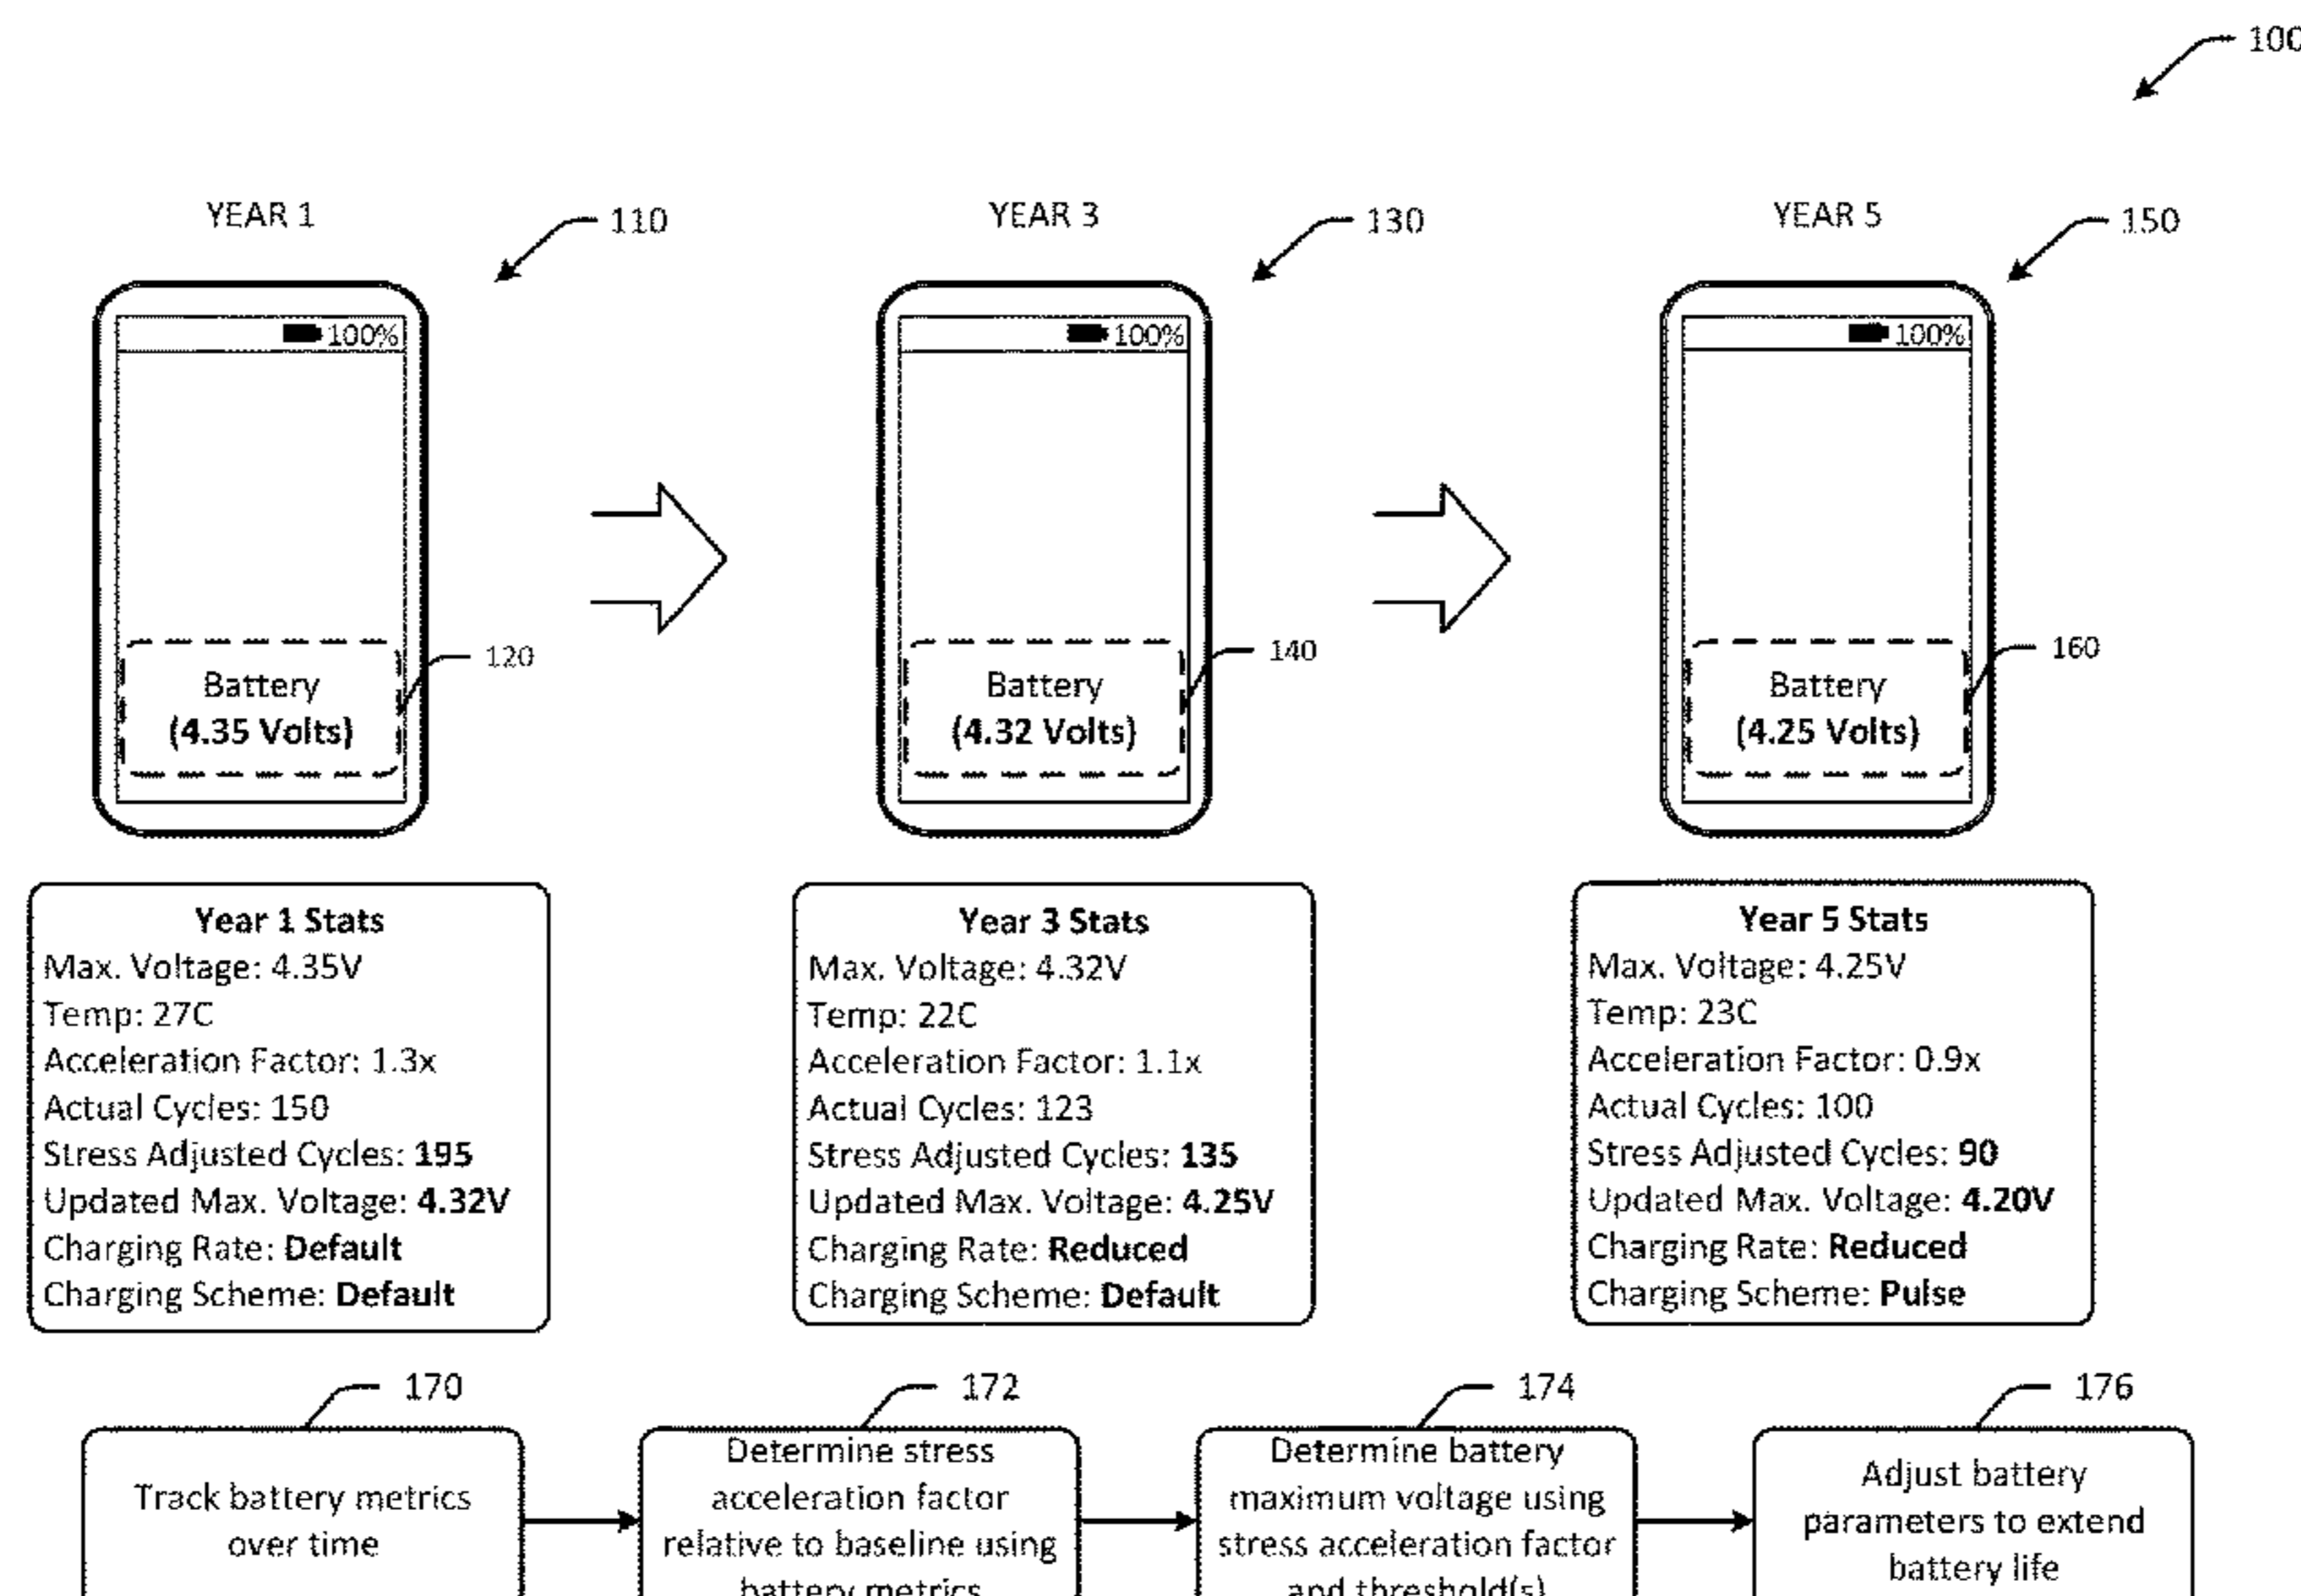 100
YEAR 1
110
YEAR 3
130
YEAR 5
150
100%
100%
100%
Battery
(4.35 Volts)
120
Battery
(4.32 Volts)
140
Battery
(4.25 Volts)
160
Year 1 Stats
Max. Voltage: 4.35V
Temp: 27C
Acceleration Factor: 1.3x
Actual Cycles: 150
Stress Adjusted Cycles: 195
Updated Max. Voltage: 4.32V
Charging Rate: Default
Charging Scheme: Default
Year 3 Stats
Max. Voltage: 4.32V
Temp: 22C
Acceleration Factor: 1.1x
Actual Cycles: 123
Stress Adjusted Cycles: 135
Updated Max. Voltage: 4.25V
Charging Rate: Reduced
Charging Scheme: Default
Year 5 Stats
Max. Voltage: 4.25V
Temp: 23C
Acceleration Factor: 0.9x
Actual Cycles: 100
Stress Adjusted Cycles: 90
Updated Max. Voltage: 4.20V
Charging Rate: Reduced
Charging Scheme: Pulse
170
Track battery metrics
over time
172
Determine stress
acceleration factor
relative to baseline using
battery metrics
174
Determine battery
maximum voltage using
stress acceleration factor
and threshold(s)
176
Adjust battery
parameters to extend
battery life